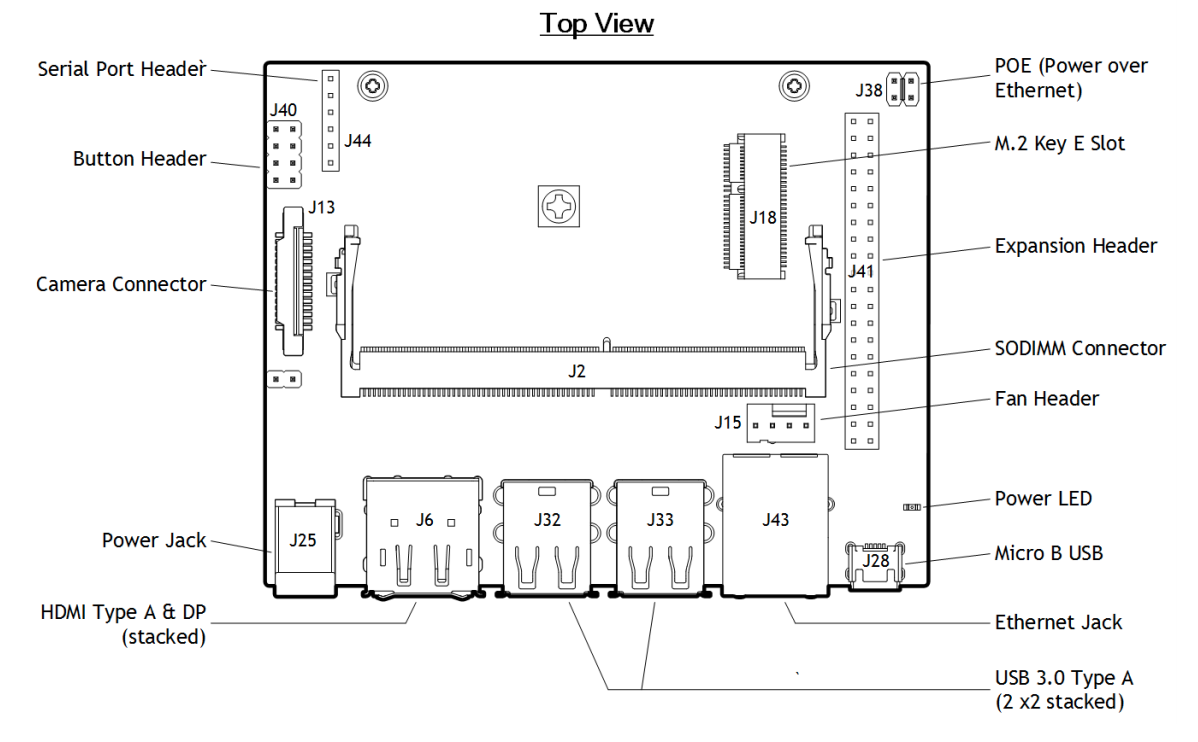 Top View
Serial Port Header
J40
J44
Button Header
J13
Camera Connector
J38
POE (Power over
Ethernet)
M.2 Key E Slot
J18
Expansion Header
J41
SODIMM Connector
J2
Fan Header
J15
Power LED
Power Jack
J25
J6
J32
J33
J43
J28
Micro B USB
HDMI Type A & DP
(stacked)
Ethernet Jack
USB 3.0 Type A
(2 x2 stacked)